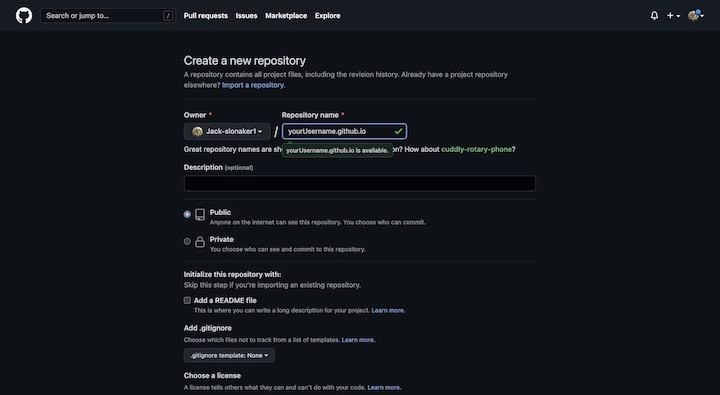 Search or jump to... / Pull requests Issues Marketplace Explore
Create a new repository
A repository contains all project files, including the revision history. Already have a project repository
elsewhere? Import a repository.
Owner * Repository name *
Jack-slonaker1 / yourUsername.github.io
Great repository names are sh on? How about cuddly-rotary-phone?
yourUsername.github.io is available.
Description (optional)
Public
Anyone on the internet can see this repository. You choose who can commit.
Private
You choose who can see and commit to this repository.
Initialize this repository with:
Skip this step if you're importing an existing repository.
Add a README file
This is where you can write a long description for your project. Learn more.
Add .gitignore
Choose which files not to track from a list of templates. Learn more.
.gitignore template: None
Choose a license
A license tells others what they can and can't do with your code. Learn more.